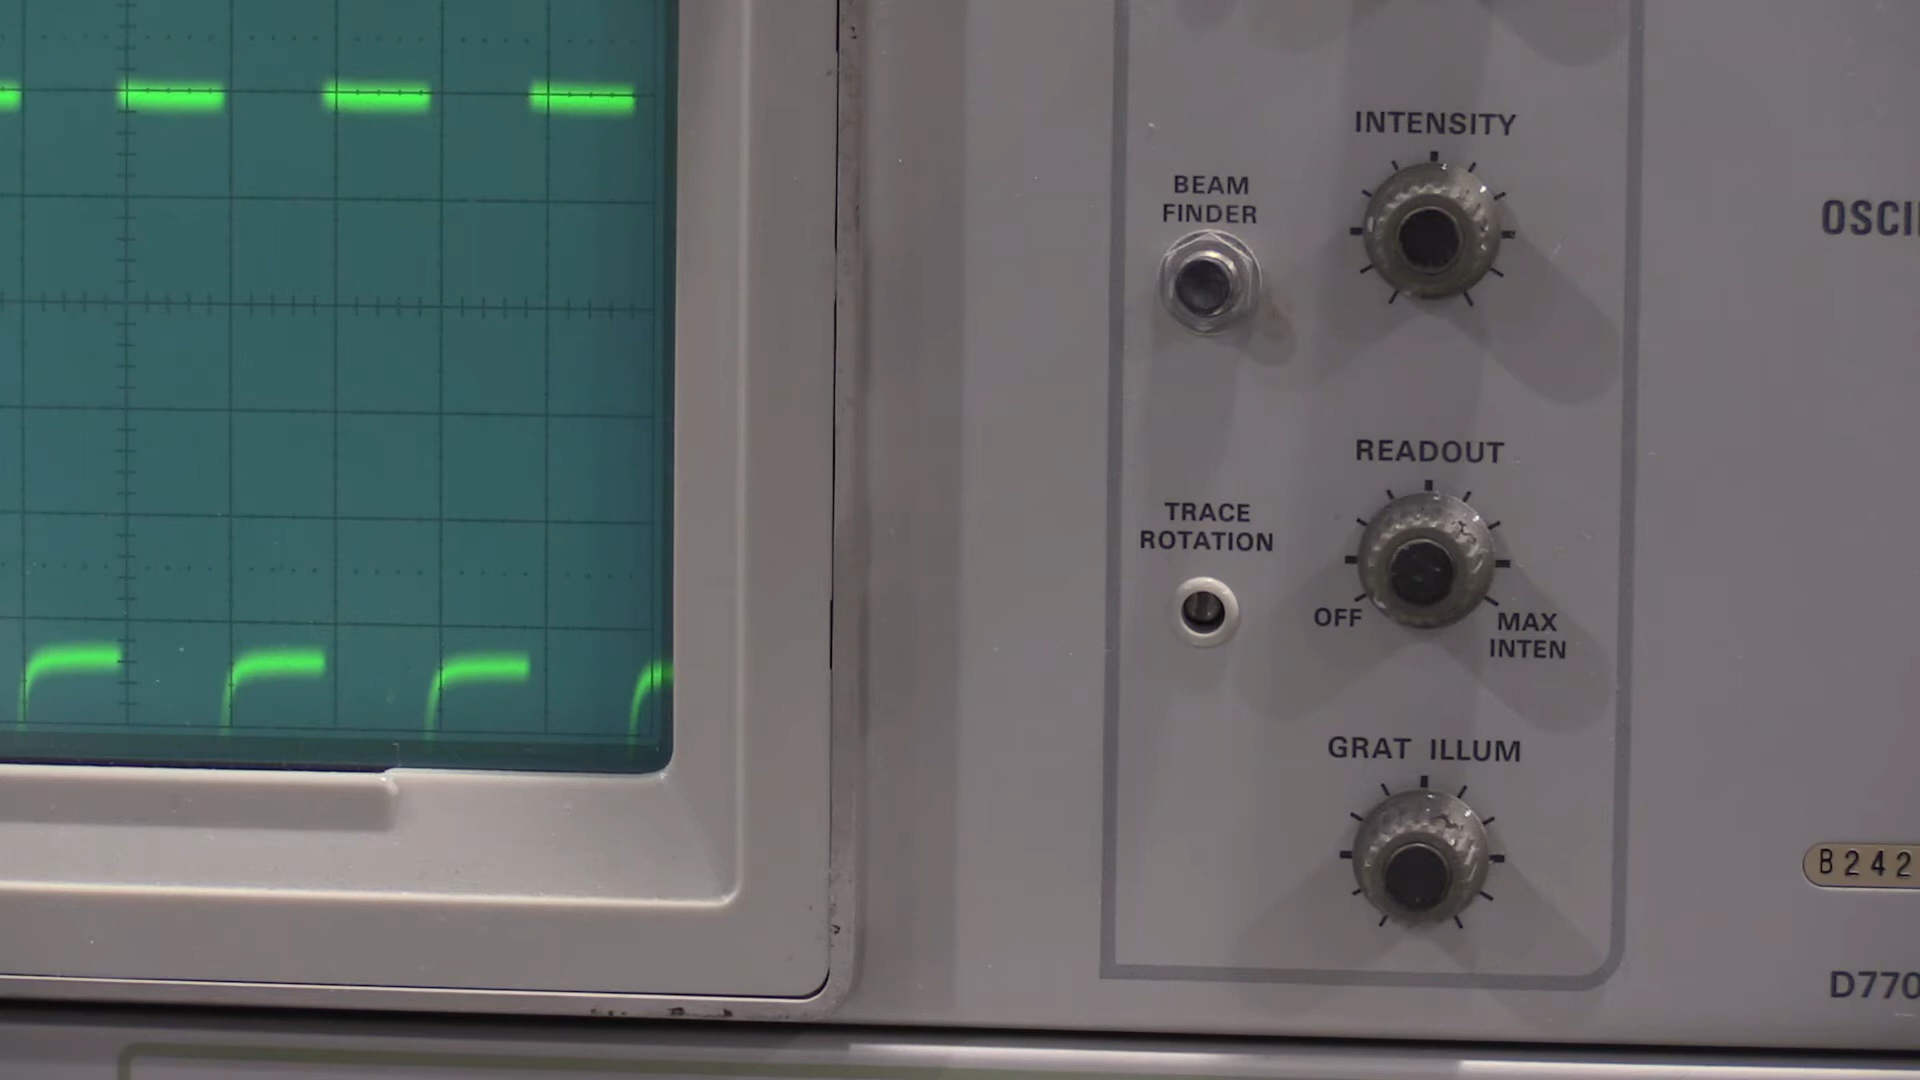 INTENSITY
BEAM
FINDER
OSCI
READOUT
TRACE
ROTATION
OFF
MAX
INTEN
GRAT ILLUM
B242
D770